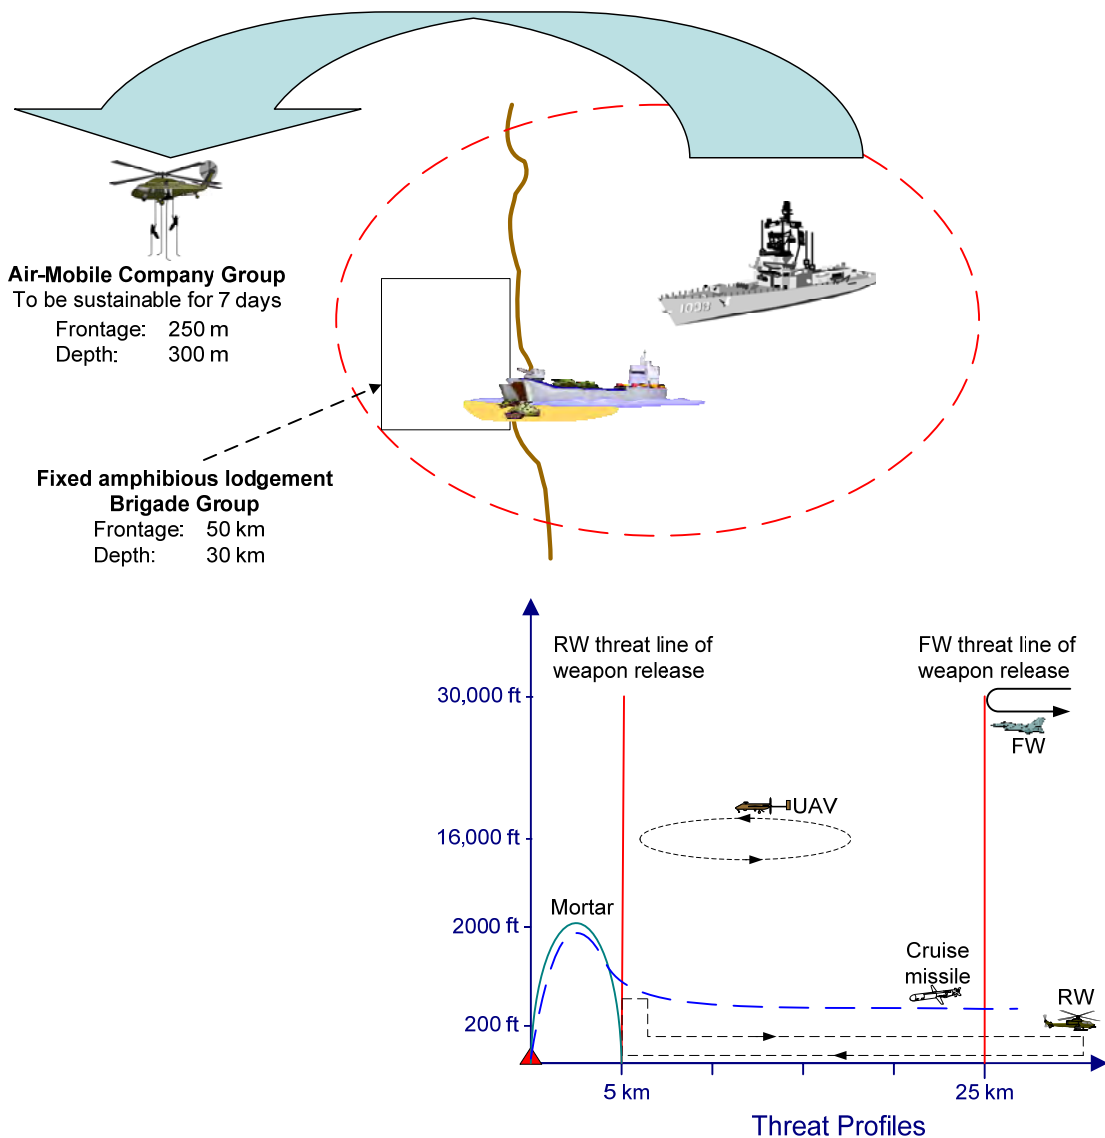 Air-Mobile Company Group
To be sustainable for 7 days
Frontage: 250 m
Depth: 300 m
Fixed amphibious lodgement
Brigade Group
Frontage: 50 km
Depth: 30 km
RW threat line of
weapon release
FW threat line of
weapon release
30,000 ft
FW
UAV
16,000 ft
Mortar
2000 ft
Cruise
missile
RW
200 ft
5 km
25 km
Threat Profiles